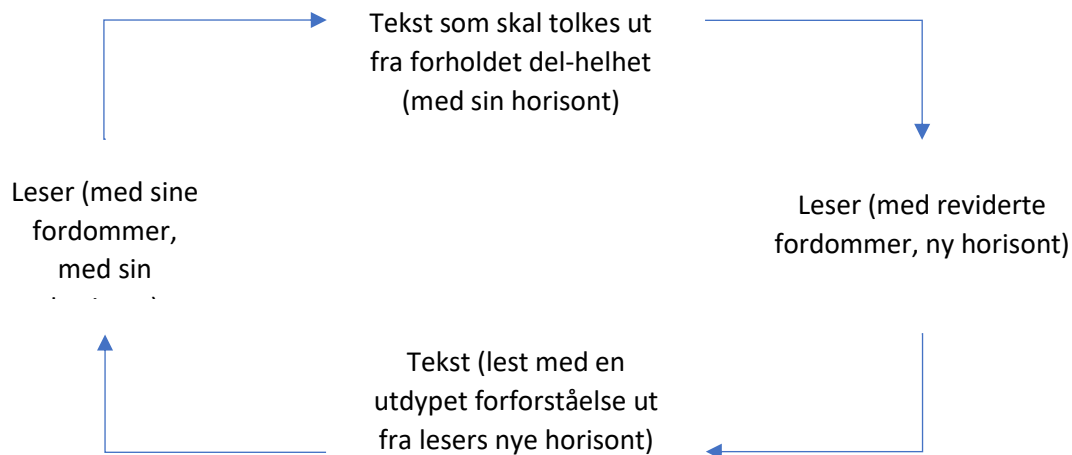 Tekst som skal tolkes ut
fra forholdet del-helhet
(med sin horisont)
Leser (med sine
fordommer,
med sin
Leser (med reviderte
fordommer, ny horisont)
Tekst (lest med en
utdypet forforståelse ut
fra lesers nye horisont)